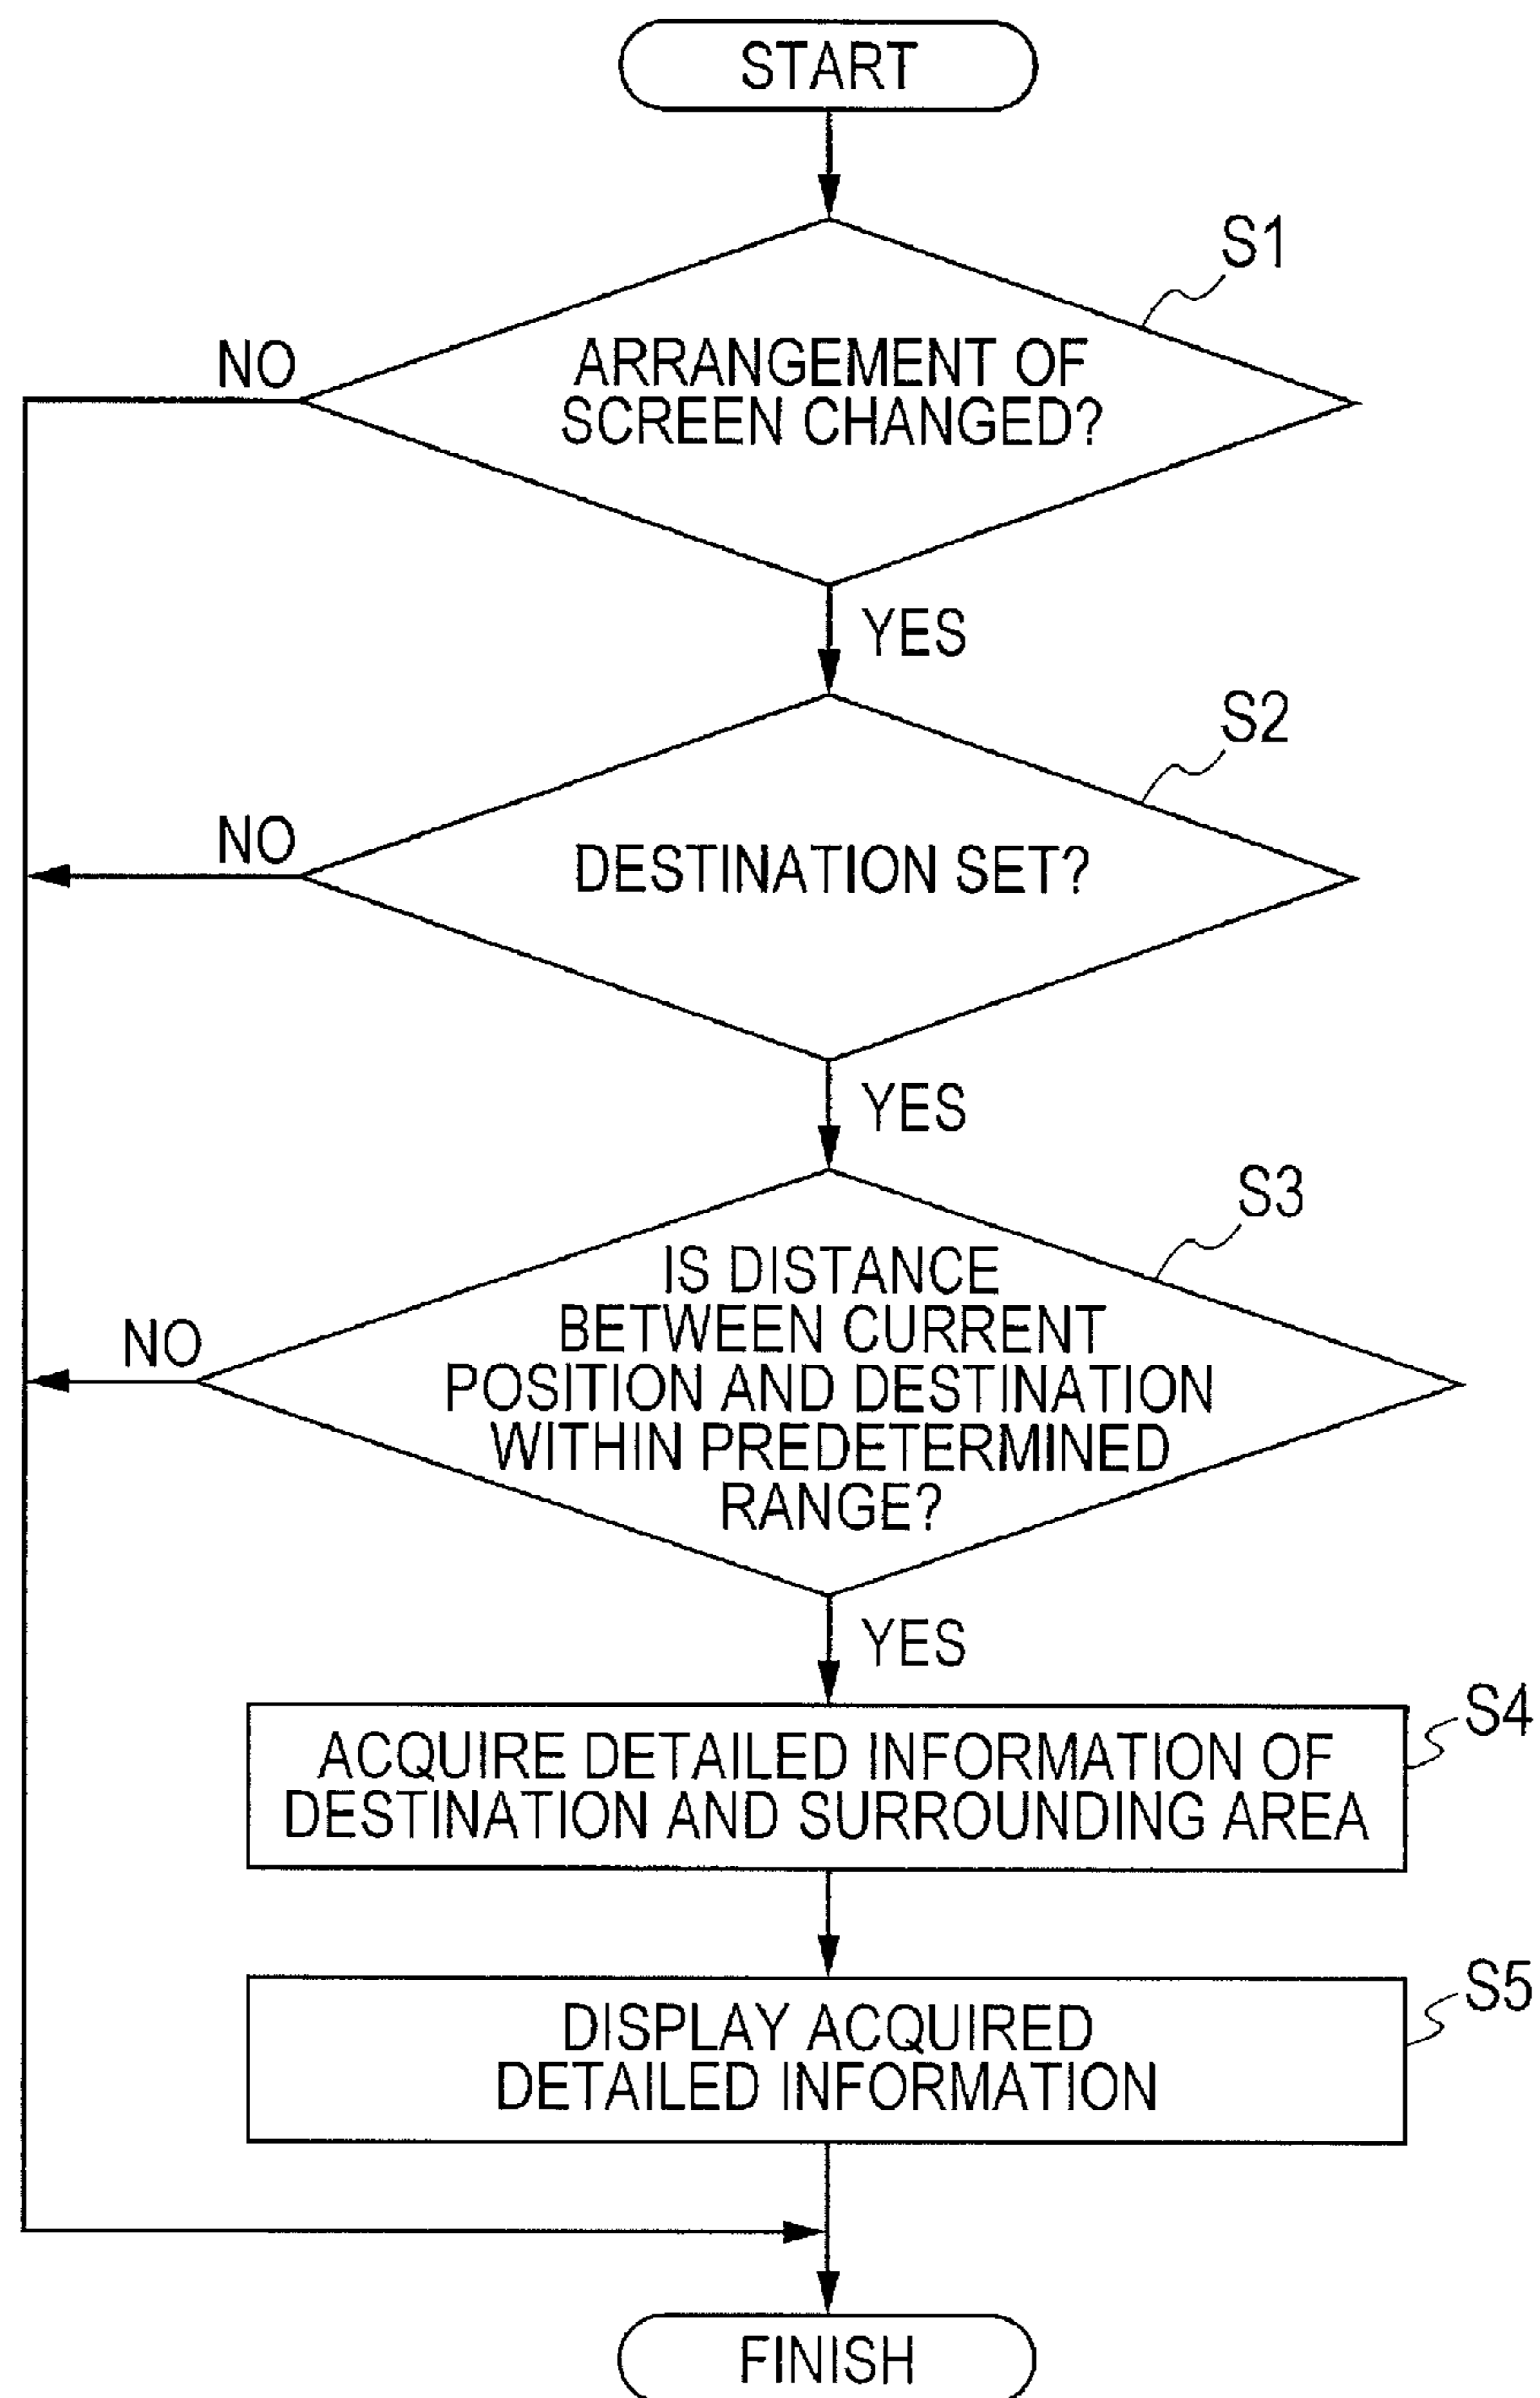 START
S1
ARRANGEMENT OF
SCREEN CHANGED?
NO
YES
S2
DESTINATION SET?
NO
YES
S3
IS DISTANCE
BETWEEN CURRENT
POSITION AND DESTINATION
WITHIN PREDETERMINED
RANGE?
NO
YES
S4
ACQUIRE DETAILED INFORMATION OF
DESTINATION AND SURROUNDING AREA
S5
DISPLAY ACQUIRED
DETAILED INFORMATION
FINISH